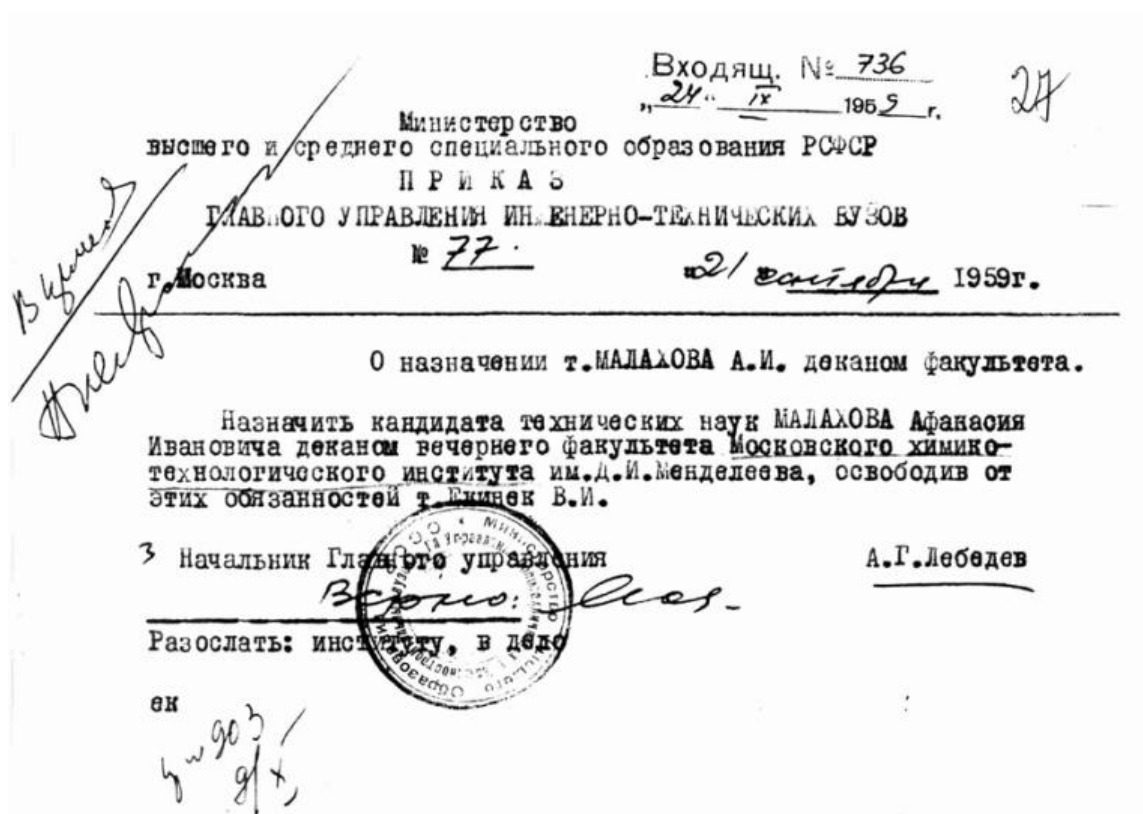 Входящ. № 736
27
„24“ IX 1959 г.
Министерство
высшего и среднего специального образования РСФСР
ПРИКАЗ
ГЛАВНОГО УПРАВЛЕНИЯ ИНЖЕНЕРНО-ТЕХНИЧЕСКИХ ВУЗОВ
№ 77.
г.Москва "21" сентября 1959г.
О назначении т.МАЛАХОВА А.И. деканом факультета.
Назначить кандидата технических наук МАЛАХОВА Афанасия
Ивановича деканом вечернего факультета Московского химико-
технологического института им.Д.И.Менделеева, освободив от
этих обязанностей т.Екинек В.И.
3 Начальник Главного управления А.Г.Лебедев
Верно:
Разослать: институту, в дело
ек
903